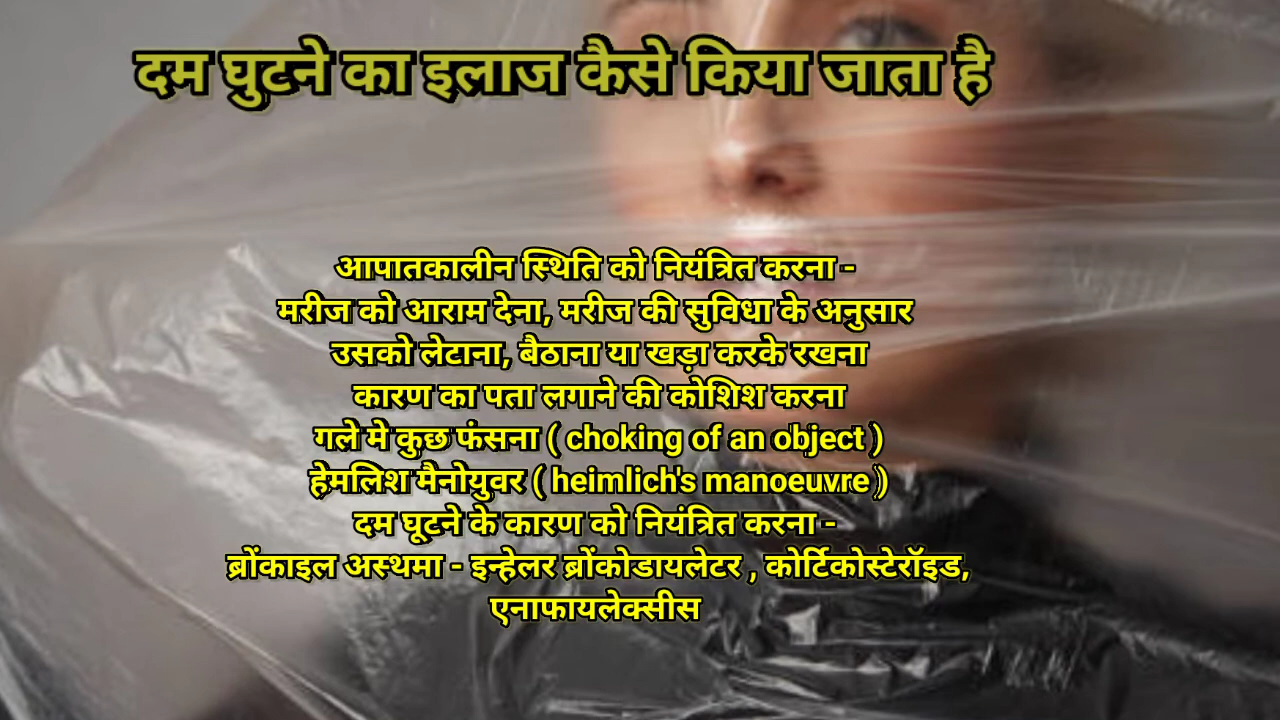 दम घुटने का इलाज कैसे किया जाता है
आपातकालीन स्थिति को नियंत्रित करना -
मरीज को आराम देना, मरीज की सुविधा के अनुसार
उसको लेटाना, बैठाना या खड़ा करके रखना
कारण का पता लगाने की कोशिश करना
गले मे कुछ फंसना ( choking of an object )
हेमलिश मैनोयुवर ( heimlich's manoeuvre )
दम घूटने के कारण को नियंत्रित करना -
ब्रोंकाइल अस्थमा - इन्हेलर ब्रोंकोडायलेटर , कोर्टिकोस्टेरॉइड,
एनाफायलेक्सीस